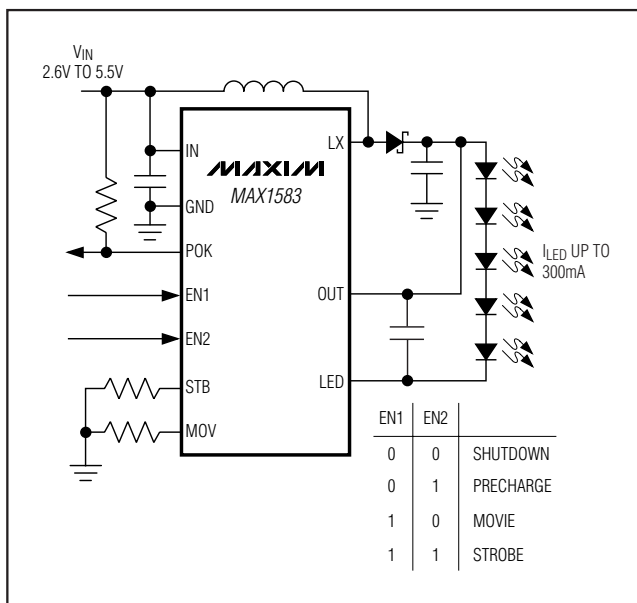 VIN
2.6V TO 5.5V
IN
LX
MAXIM
MAX1583
GND
POK
ILED UP TO
300mA
EN1
OUT
EN2
STB
LED
MOV
EN1 EN2
0 0 SHUTDOWN
0 1 PRECHARGE
1 0 MOVIE
1 1 STROBE